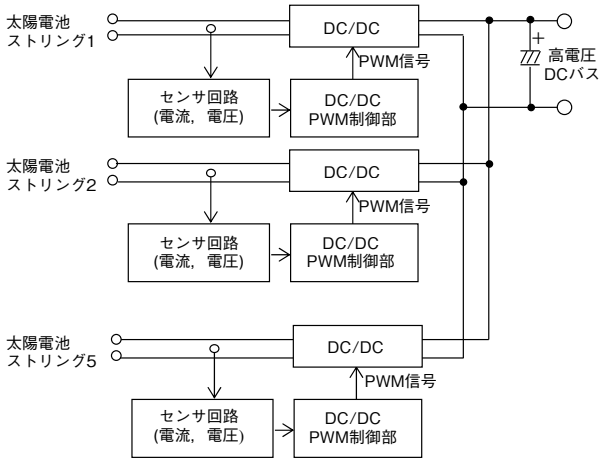 太陽電池
ストリング1
DC/DC
PWM信号
センサ回路
(電流，電圧)
DC/DC
PWM制御部
+
高電圧
DCバス
太陽電池
ストリング2
DC/DC
PWM信号
センサ回路
(電流，電圧)
DC/DC
PWM制御部
太陽電池
ストリング5
DC/DC
PWM信号
センサ回路
(電流，電圧)
DC/DC
PWM制御部